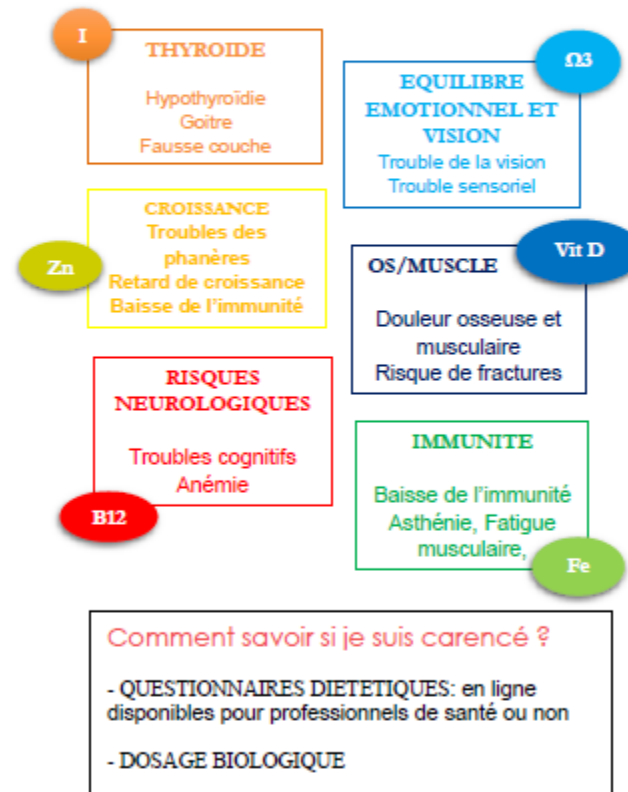 I
THYROIDE
Hypothyroïdie
Goitre
Fausse couche
Ω3
EQUILIBRE
EMOTIONNEL ET
VISION
Trouble de la vision
Trouble sensoriel
CROISSANCE
Troubles des
phanères
Retard de croissance
Baisse de l'immunité
Zn
Vit D
OS/MUSCLE
Douleur osseuse et
musculaire
Risque de fractures
RISQUES
NEUROLOGIQUES
Troubles cognitifs
Anémie
B12
IMMUNITE
Baisse de l'immunité
Asthénie, Fatigue
musculaire,
Fe
Comment savoir si je suis carencé ?
- QUESTIONNAIRES DIETETIQUES: en ligne
disponibles pour professionnels de santé ou non
- DOSAGE BIOLOGIQUE